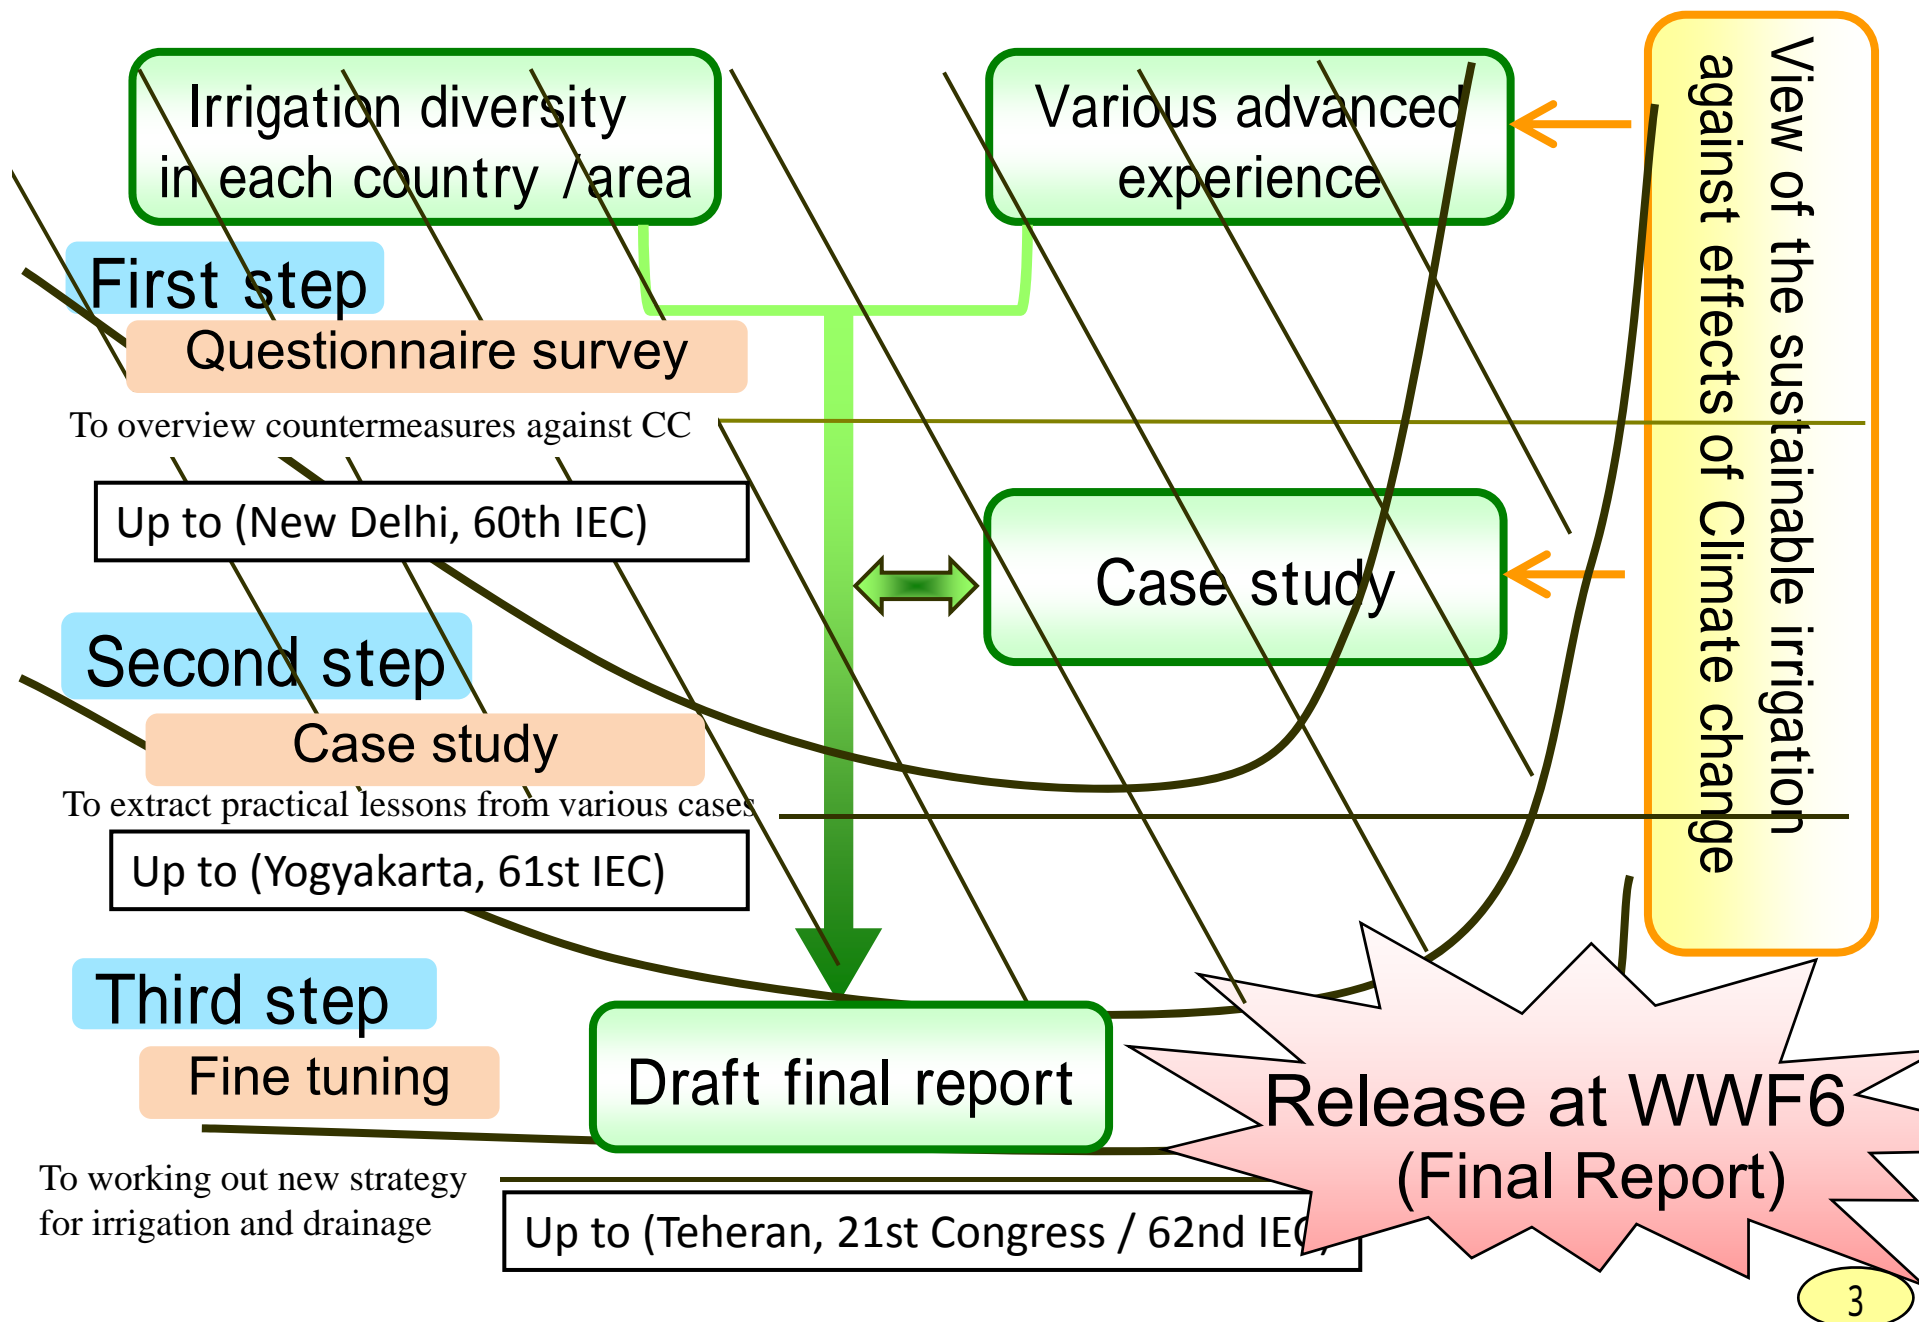 Irrigation diversity
in each country /area
Various advanced
experience
View of the sustainable irrigation
against effects of Climate change
First step
Questionnaire survey
To overview countermeasures against CC
Up to (New Delhi, 60th IEC)
Case study
Second step
Case study
To extract practical lessons from various cases
Up to (Yogyakarta, 61st IEC)
Third step
Fine tuning
Draft final report
Release at WWF6
(Final Report)
To working out new strategy
for irrigation and drainage
Up to (Teheran, 21st Congress / 62nd IEC)
3